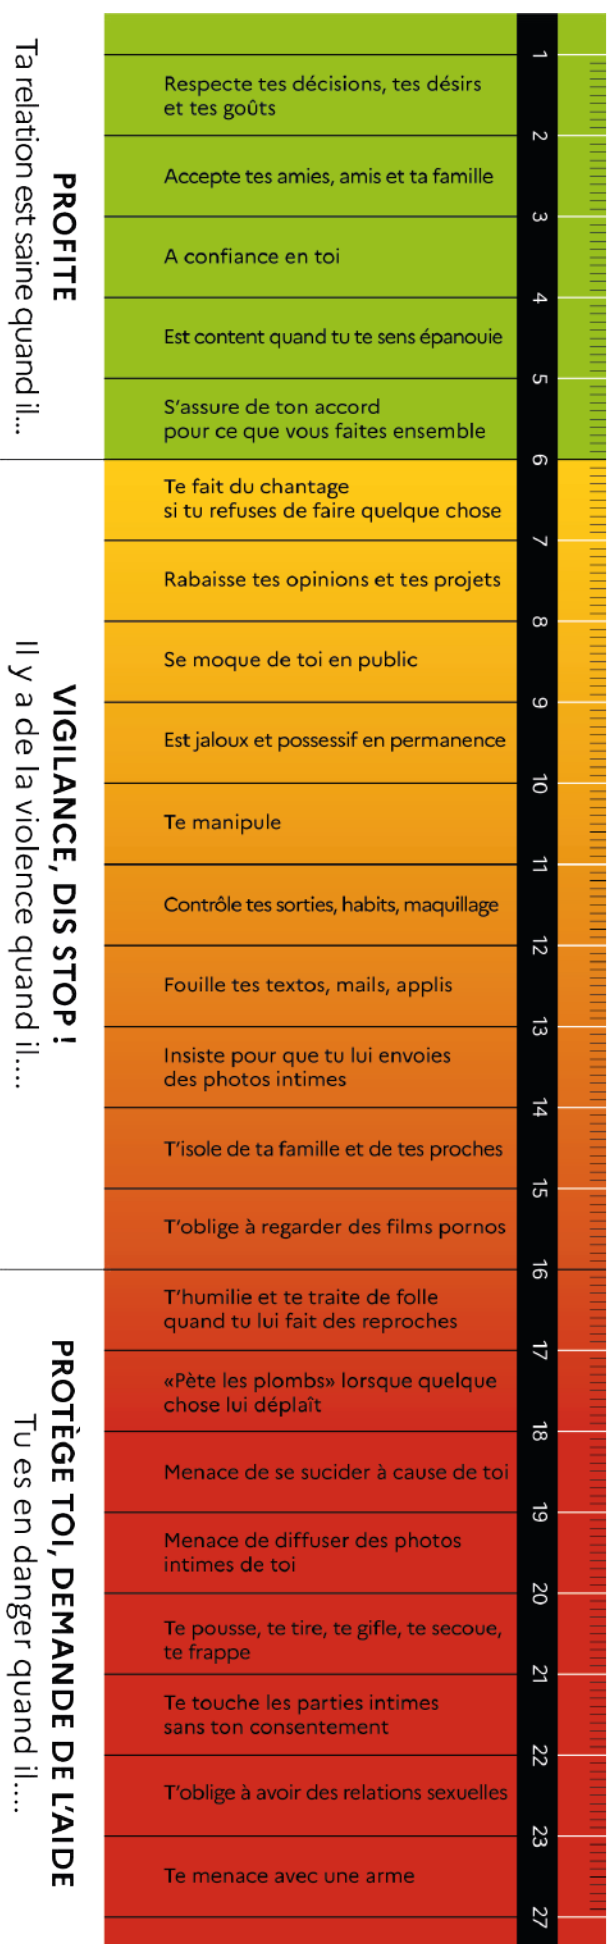 PROFITE
Ta relation est saine quand il...
1
Respecte tes décisions, tes désirs
et tes goûts
2
Accepte tes amies, amis et ta famille
3
A confiance en toi
4
Est content quand tu te sens épanouie
5
S'assure de ton accord
pour ce que vous faites ensemble
6
VIGILANCE, DIS STOP !
Il y a de la violence quand il....
Te fait du chantage
si tu refuses de faire quelque chose
7
Rabaisse tes opinions et tes projets
8
Se moque de toi en public
9
Est jaloux et possessif en permanence
10
Te manipule
11
Contrôle tes sorties, habits, maquillage
12
Fouille tes textos, mails, applis
13
Insiste pour que tu lui envoies
des photos intimes
14
T'isole de ta famille et de tes proches
15
T'oblige à regarder des films pornos
16
PROTÈGE TOI, DEMANDE DE L'AIDE
Tu es en danger quand il....
T'humilie et te traite de folle
quand tu lui fait des reproches
17
«Pète les plombs» lorsque quelque
chose lui déplaît
18
Menace de se sucider à cause de toi
19
Menace de diffuser des photos
intimes de toi
20
Te pousse, te tire, te gifle, te secoue,
te frappe
21
Te touche les parties intimes
sans ton consentement
22
T'oblige à avoir des relations sexuelles
23
Te menace avec une arme
27